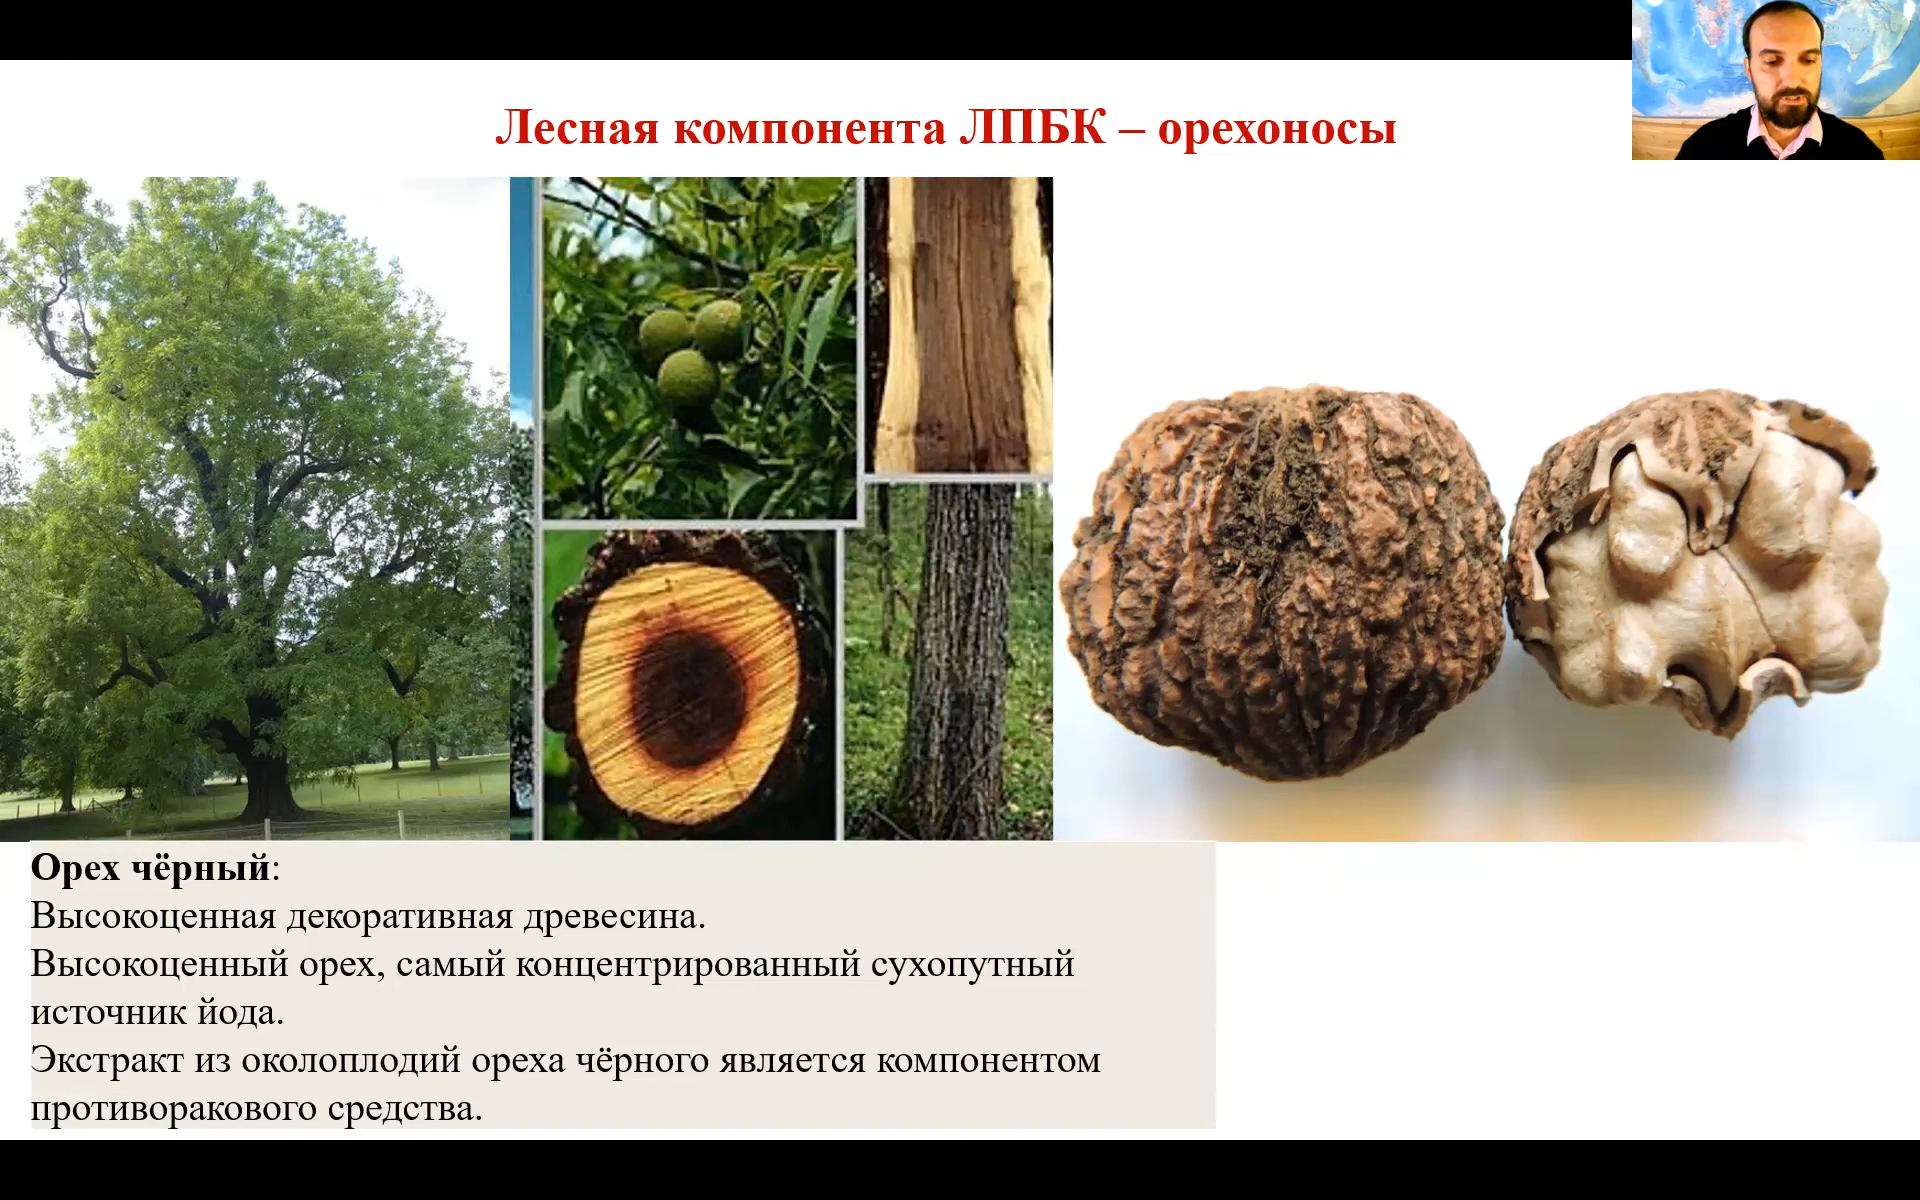 Лесная компонента ЛПБК – орехоносы
Орех чёрный:
Высокоценная декоративная древесина.
Высокоценный орех, самый концентрированный сухопутный
источник йода.
Экстракт из околоплодий ореха чёрного является компонентом
противоракового средства.